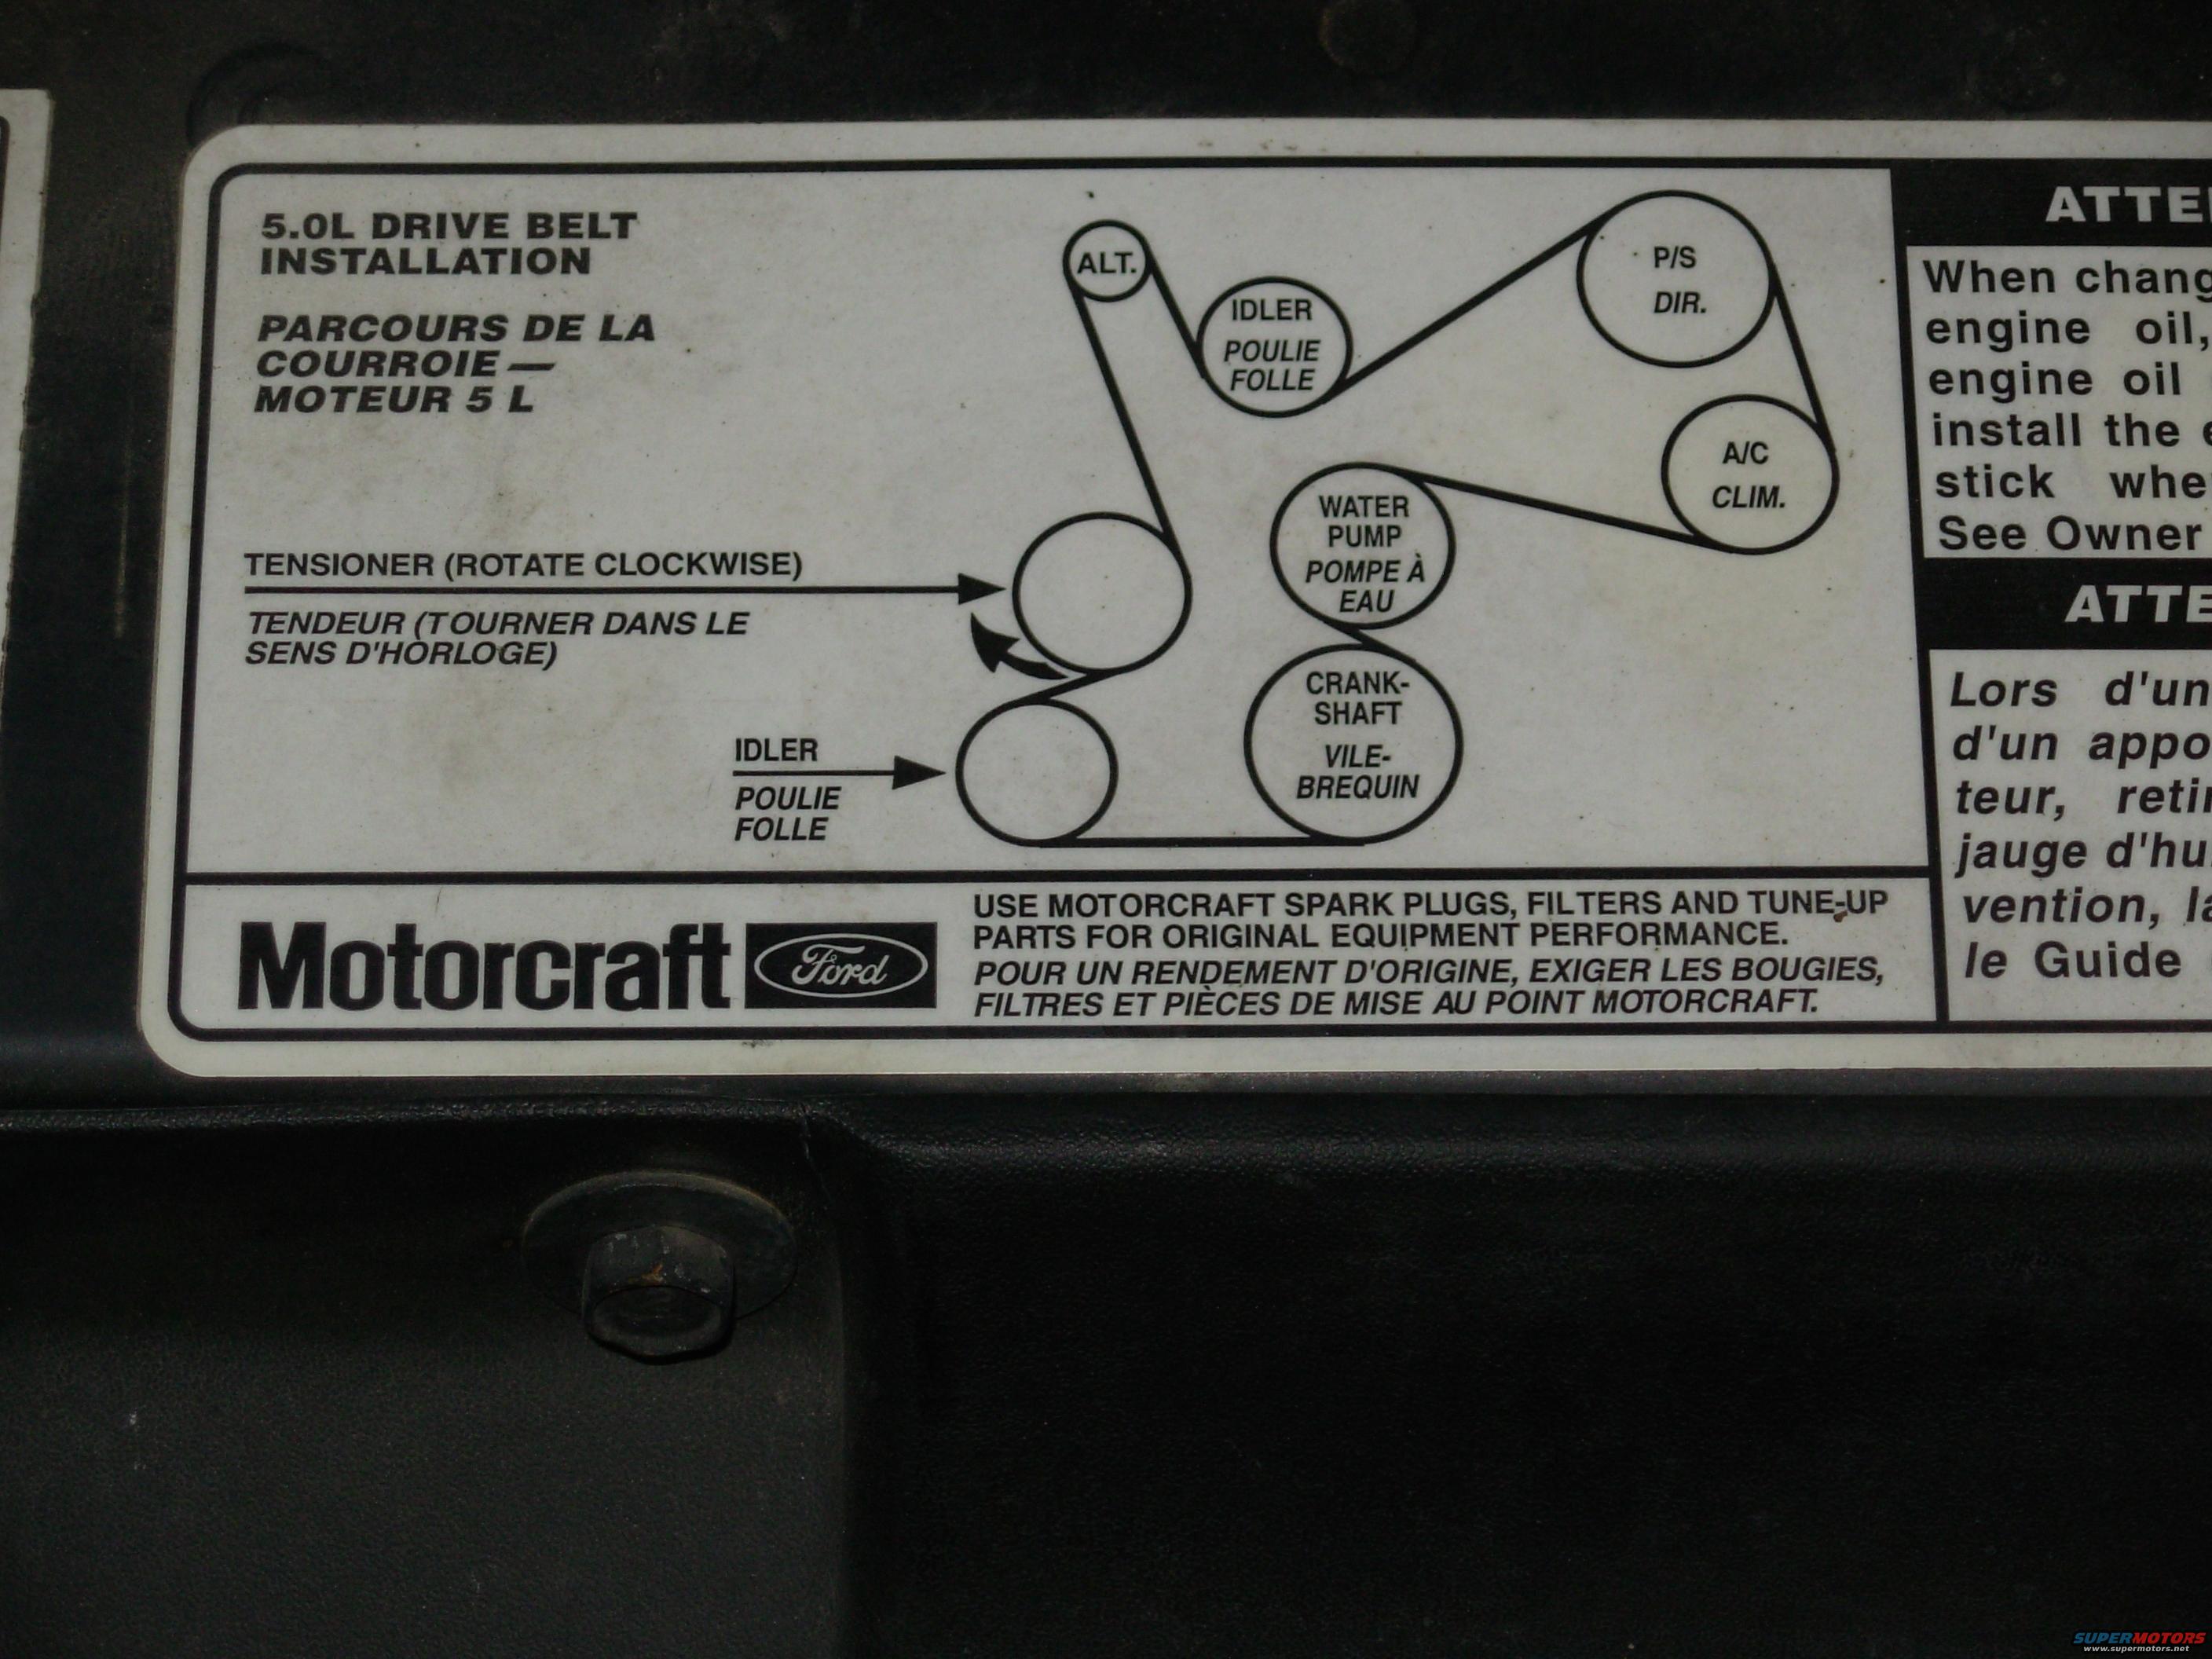 5.0L DRIVE BELT
INSTALLATION
PARCOURS DE LA
COURROIE —
MOTEUR 5 L
ALT.
IDLER
POULIE
FOLLE
P/S
DIR.
A/C
CLIM.
WATER
PUMP
POMPE À
EAU
TENSIONER (ROTATE CLOCKWISE)
TENDEUR (TOURNER DANS LE
SENS D'HORLOGE)
CRANK-
SHAFT
VILE-
BREQUIN
IDLER
POULIE
FOLLE
Motorcraft
Ford
USE MOTORCRAFT SPARK PLUGS, FILTERS AND TUNE-UP
PARTS FOR ORIGINAL EQUIPMENT PERFORMANCE.
POUR UN RENDEMENT D'ORIGINE, EXIGER LES BOUGIES,
FILTRES ET PIÈCES DE MISE AU POINT MOTORCRAFT.
ATTE
When chang
engine oil,
engine oil
install the
stick whe
See Owner
ATTE
Lors d'un
d'un appo
teur, retir
jauge d'hu
vention, la
le Guide
SUPERMOTORS
www.supermotors.net